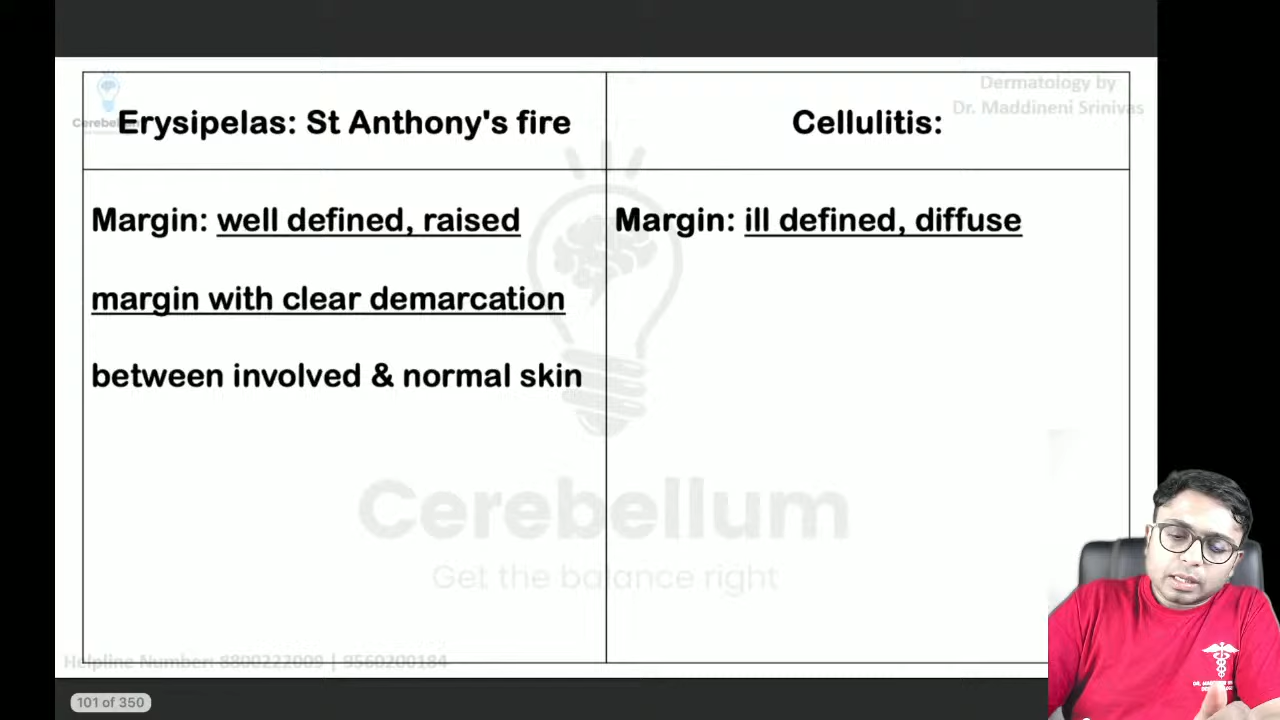 Dermatology by
Dr. Maddineni Srinivas
Erysipelas: St Anthony's fire
Cellulitis:
Margin: well defined, raised
margin with clear demarcation
between involved & normal skin
Margin: ill defined, diffuse
Cerebellum
Get the balance right
Helpline Number: 8800222009 | 9560200184
101 of 350